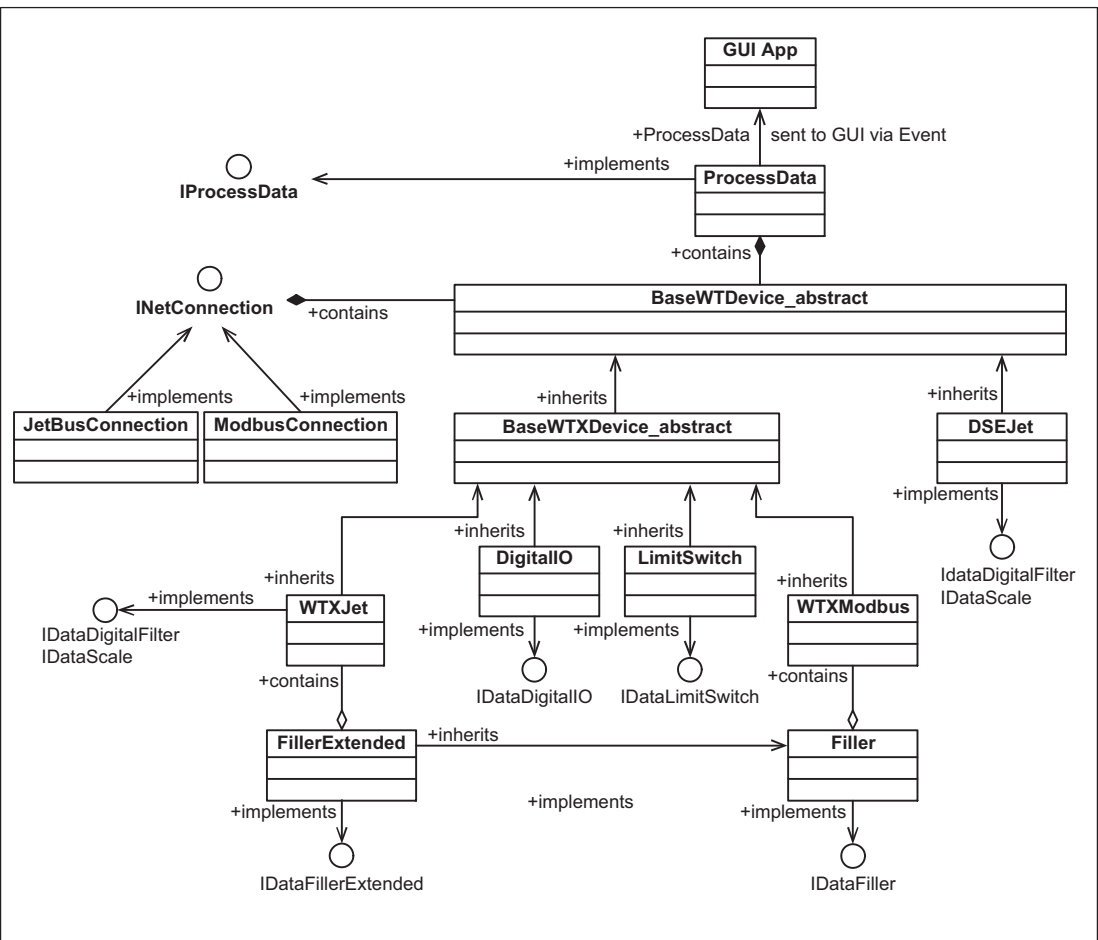 GUI App
+ProcessData
sent to GUI via Event
+implements
IProcessData
ProcessData
+contains
INetConnection
+contains
BaseWTDevice_abstract
+implements
+implements
+inherits
+inherits
JetBusConnection
ModbusConnection
BaseWTXDevice_abstract
DSEJet
+implements
+inherits
+inherits
DigitalIO
LimitSwitch
IdataDigitalFilter
IDataScale
+inherits
+inherits
+implements
WTXJet
WTXModbus
IDataDigitalFilter
IDataScale
+implements
+implements
+contains
+contains
IDataDigitalIO
IDataLimitSwitch
FillerExtended
+inherits
Filler
+implements
+implements
+implements
IDataFillerExtended
IDataFiller